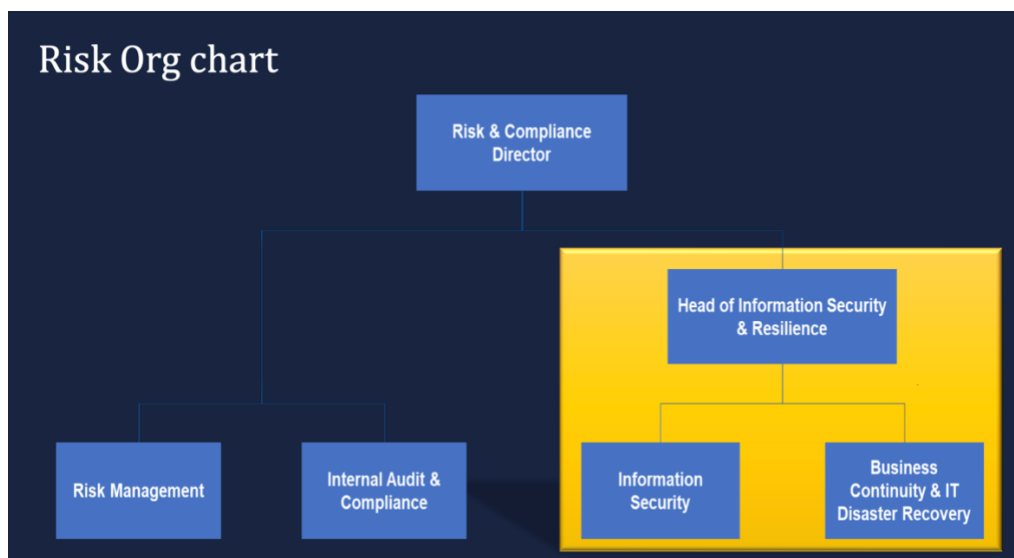 Risk Org chart
Risk & Compliance
Director
Head of Information Security
& Resilience
Risk Management
Internal Audit &
Compliance
Information
Security
Business
Continuity & IT
Disaster Recovery